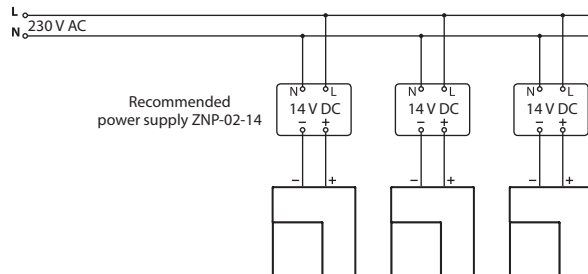 L
230 V AC
N
N L N L N L
Recommended
power supply ZNP-02-14
14 V DC 14 V DC 14 V DC
− + − + − +
− + − + − +